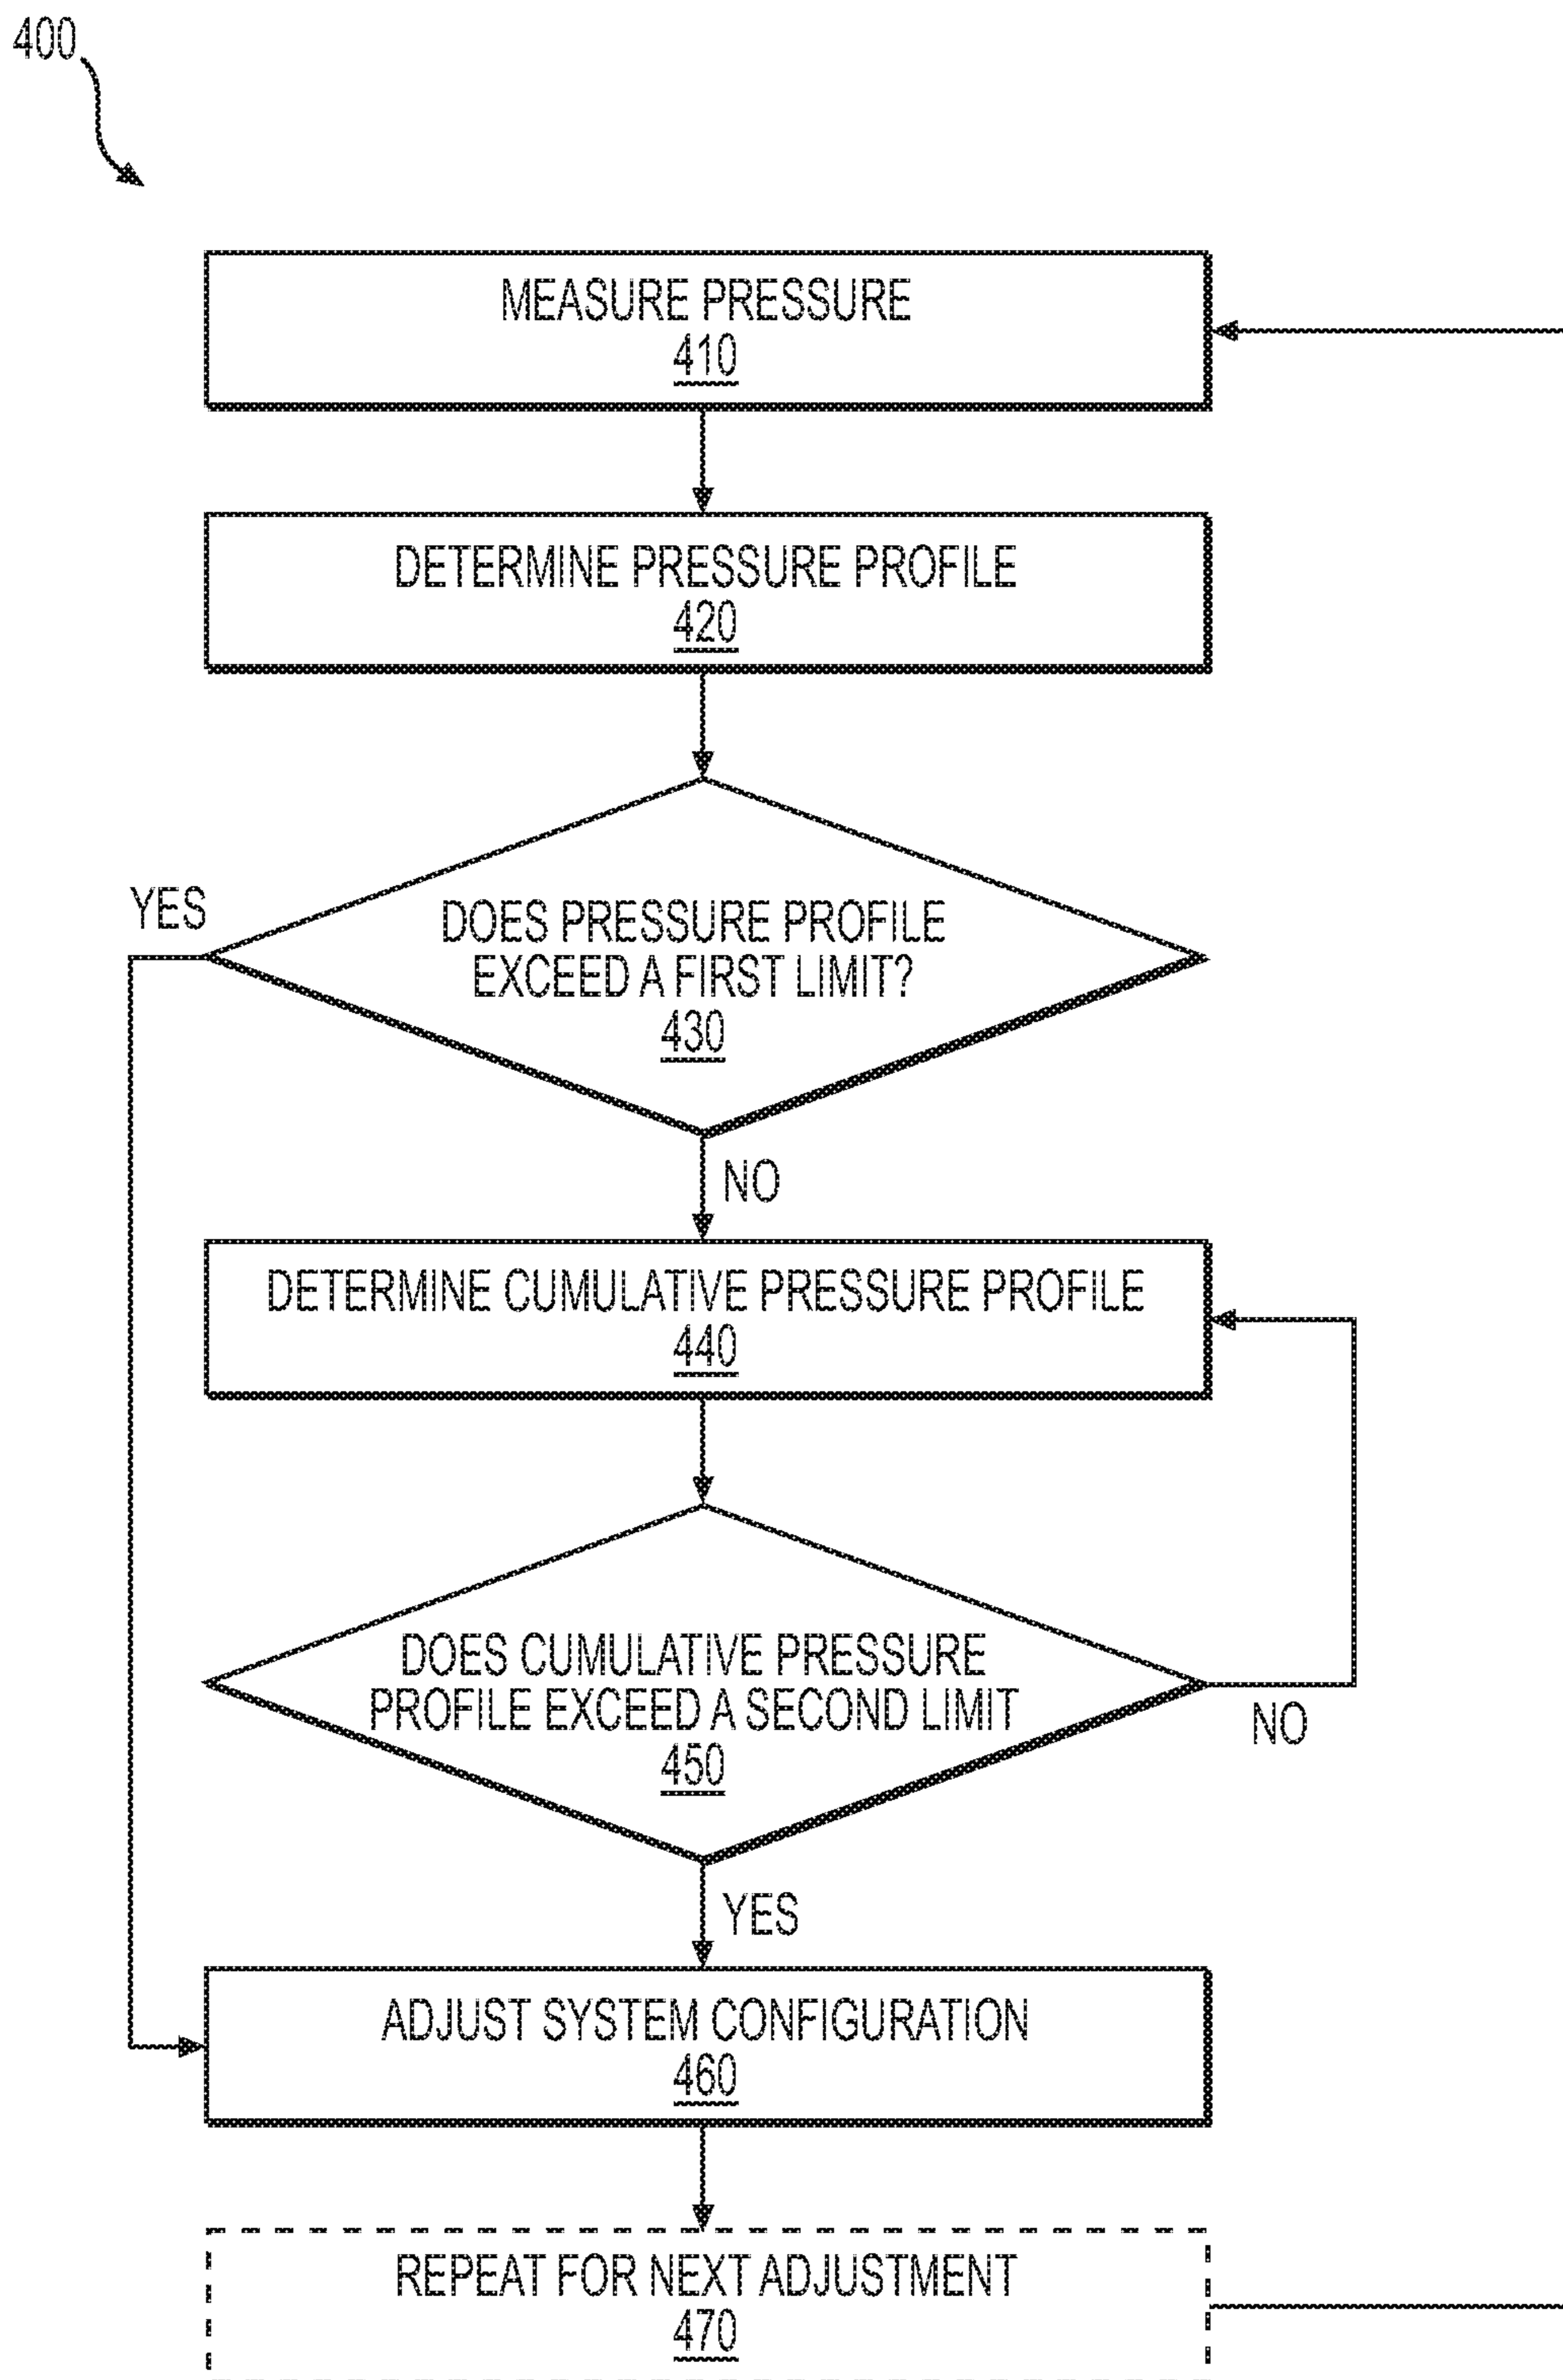 400
MEASURE PRESSURE
410
DETERMINE PRESSURE PROFILE
420
YES
DOES PRESSURE PROFILE
EXCEED A FIRST LIMIT?
430
NO
DETERMINE CUMULATIVE PRESSURE PROFILE
440
DOES CUMULATIVE PRESSURE
PROFILE EXCEED A SECOND LIMIT
450
NO
YES
ADJUST SYSTEM CONFIGURATION
460
REPEAT FOR NEXT ADJUSTMENT
470